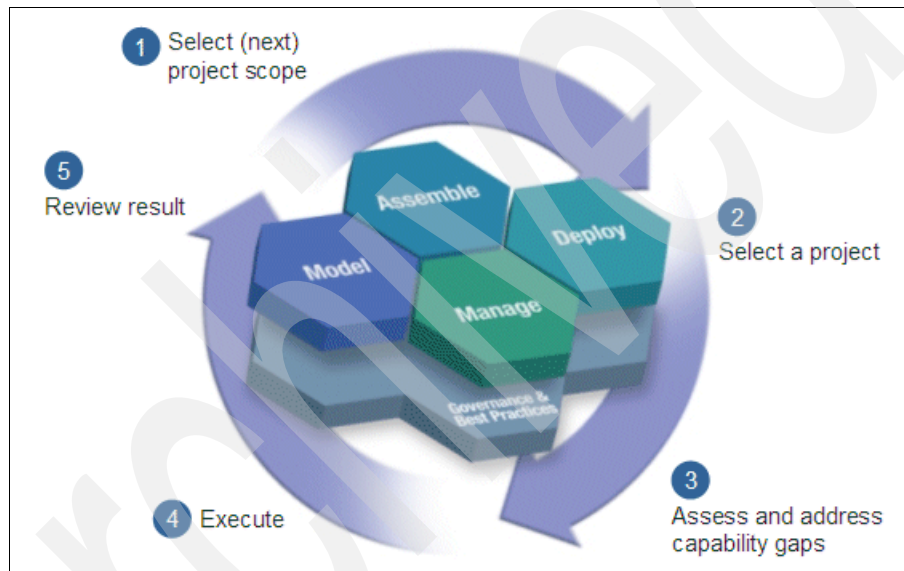 1
Select (next)
project scope
5
Review result
Assemble
Deploy
Model
Manage
2
Select a project
Governance &
Best Practices
3
Assess and address
capability gaps
4
Execute